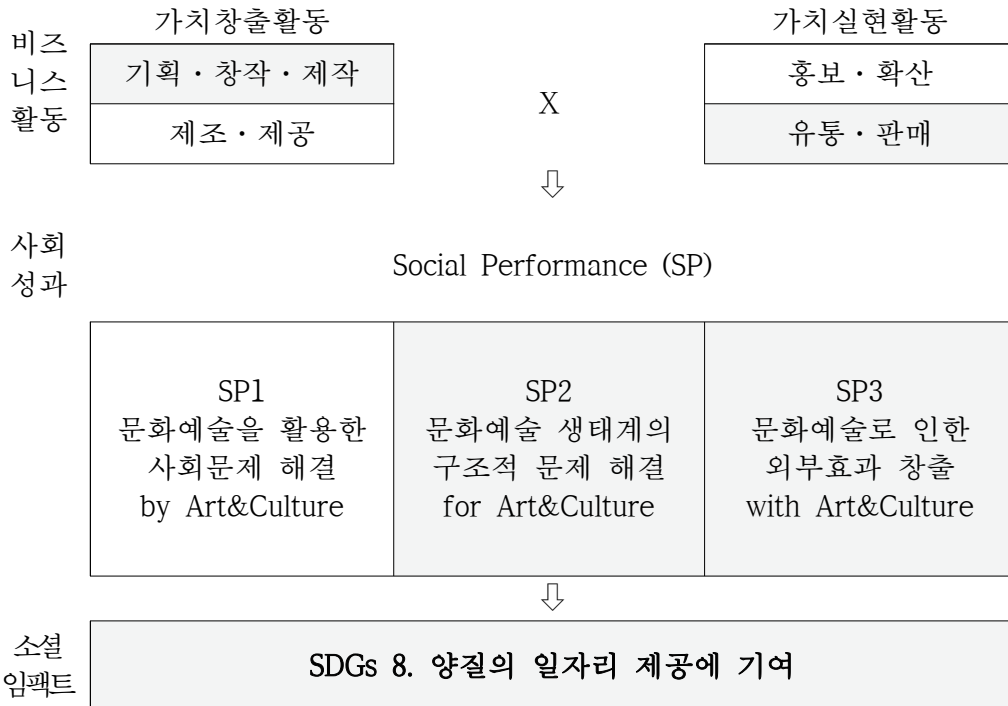 가치창출활동
가치실현활동
비즈
니스
활동
기획・창작・제작
제조・제공
X
홍보・확산
유통・판매
⇩
사회
성과
Social Performance (SP)
SP1
문화예술을 활용한
사회문제 해결
by Art&Culture
SP2
문화예술 생태계의
구조적 문제 해결
for Art&Culture
SP3
문화예술로 인한
외부효과 창출
with Art&Culture
⇩
소셜
임팩트
SDGs 8. 양질의 일자리 제공에 기여